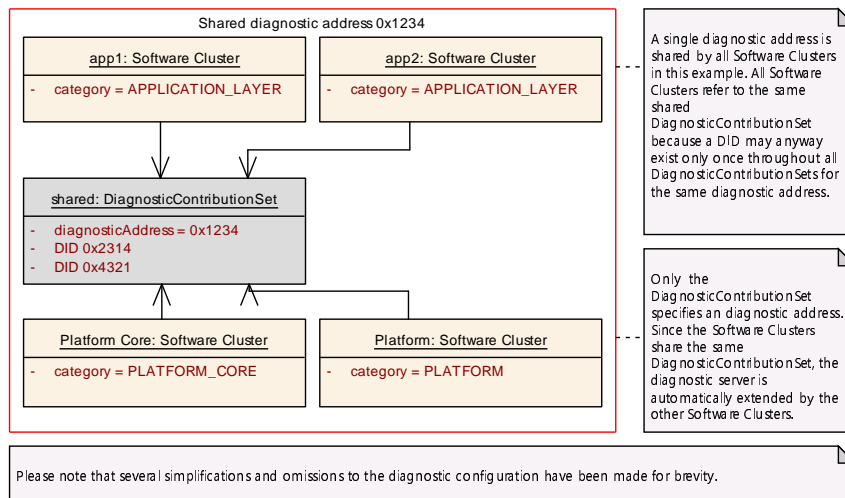 Shared diagnostic address 0x1234
app1: Software Cluster
- category = APPLICATION_LAYER
app2: Software Cluster
- category = APPLICATION_LAYER
A single diagnostic address is
shared by all Software Clusters
in this example. All Software
Clusters refer to the same
shared
DiagnosticContributionSet
because a DID may anyway
exist only once throughout all
DiagnosticContributionSets for
the same diagnostic address.
shared: DiagnosticContributionSet
- diagnosticAddress = 0x1234
- DID 0x2314
- DID 0x4321
Platform Core: Software Cluster
- category = PLATFORM_CORE
Platform: Software Cluster
- category = PLATFORM
Only the
DiagnosticContributionSet
specifies an diagnostic address.
Since the Software Clusters
share the same
DiagnosticContributionSet, the
diagnostic server is
automatically extended by the
other Software Clusters.
Please note that several simplifications and omissions to the diagnostic configuration have been made for brevity.